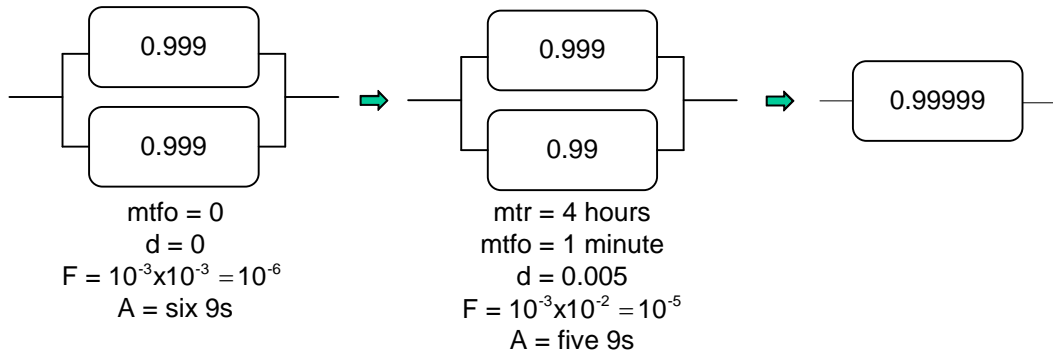 0.999
0.999
mtfo = 0
d = 0
F = 10⁻³x10⁻³ = 10⁻⁶
A = six 9s
0.999
0.99
mtr = 4 hours
mtfo = 1 minute
d = 0.005
F = 10⁻³x10⁻² = 10⁻⁵
A = five 9s
0.99999